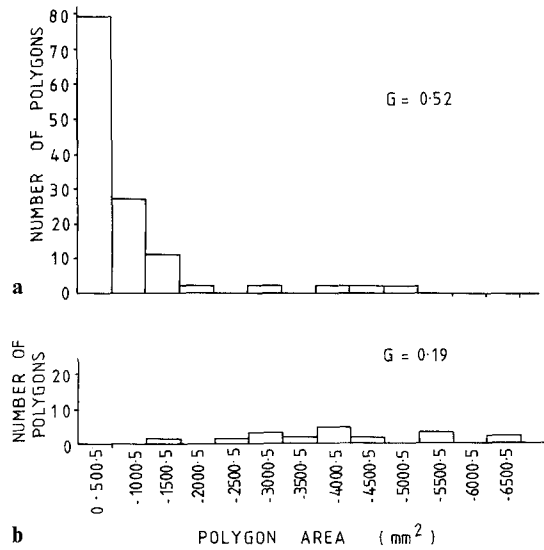 NUMBER OF POLYGONS
80
70
60
50
40
30
20
10
0
G = 0·52
a
NUMBER OF
POLYGONS
20
10
0
G = 0·19
0 - 500·5
-1000·5
-1500·5
-2000·5
-2500·5
-3000·5
-3500·5
-4000·5
-4500·5
-5000·5
-5500·5
-6000·5
-6500·5
b
POLYGON AREA (mm²)